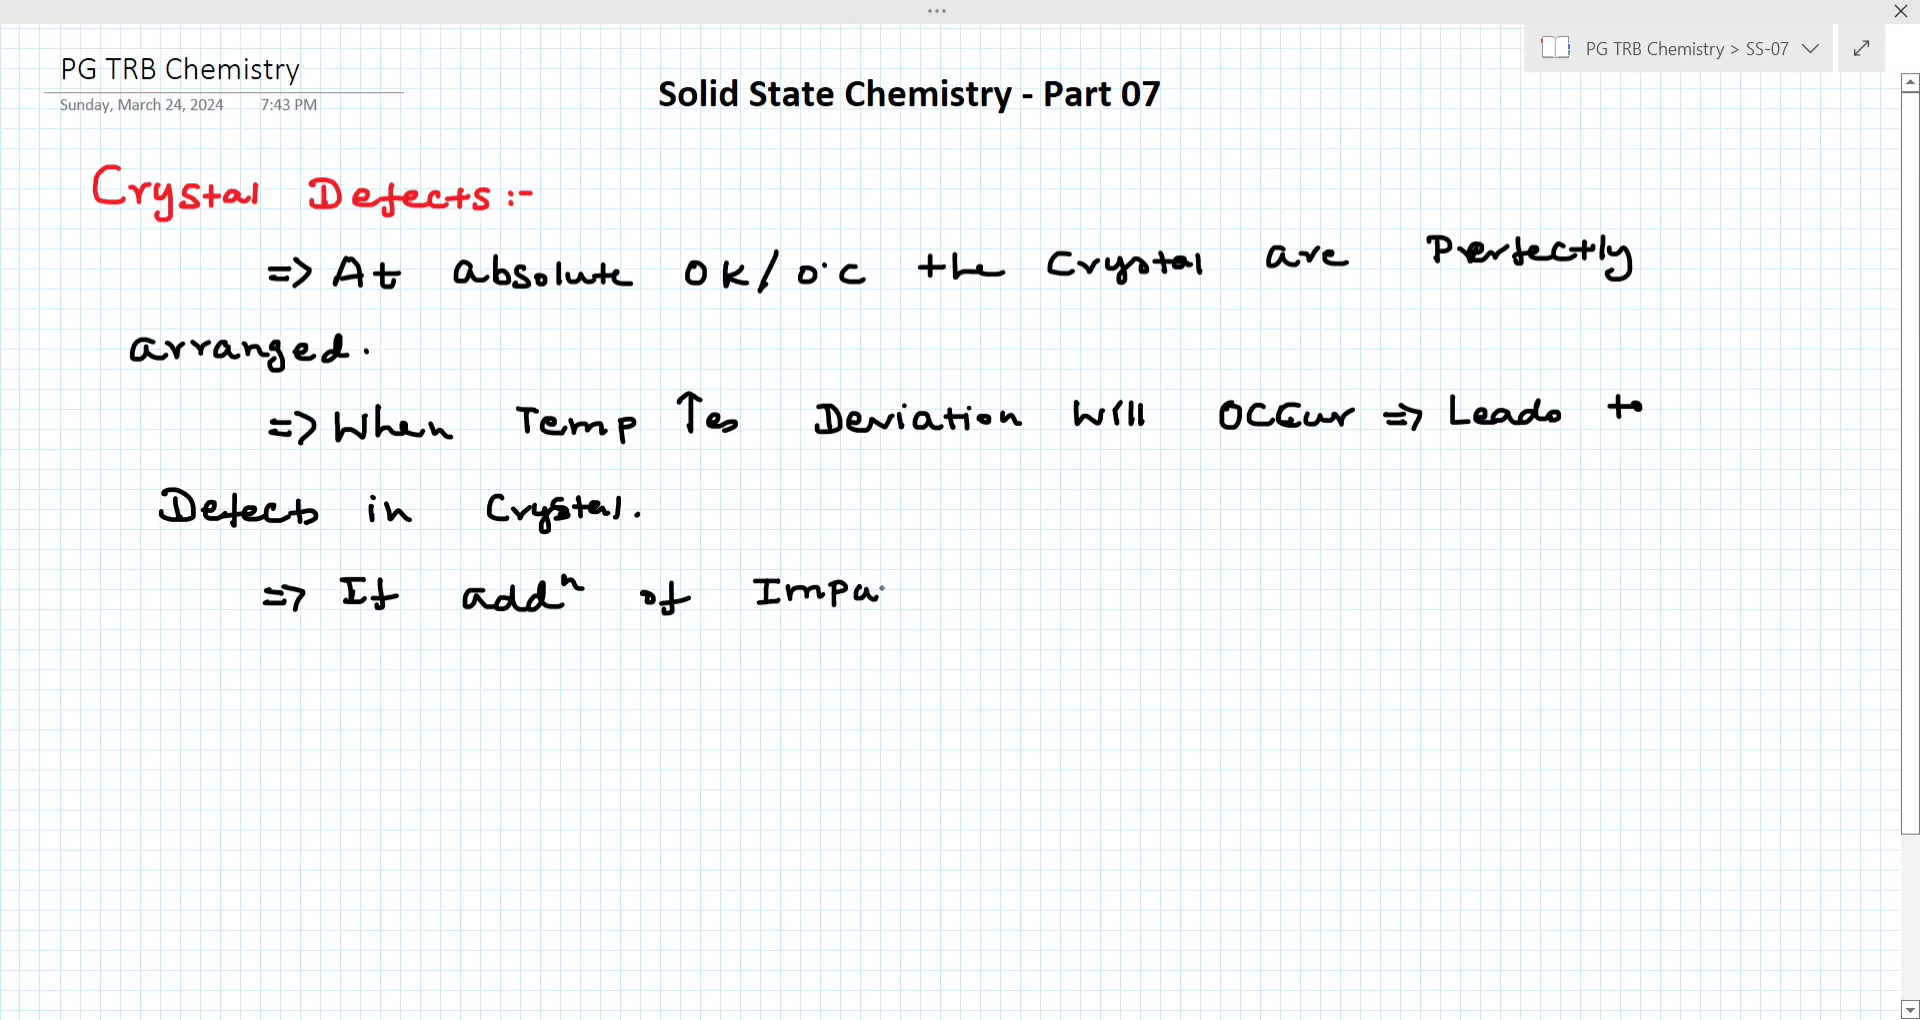 PG TRB Chemistry > SS-07
PG TRB Chemistry
Sunday, March 24, 2024 7:43 PM
Solid State Chemistry - Part 07
Crystal Defects :-
=> At absolute 0K/0°C the Crystal are Perfectly
arranged.
=> When Temp ↑es Deviation Will OCCur => Leads to
Defects in Crystal.
=> If addⁿ of Impu